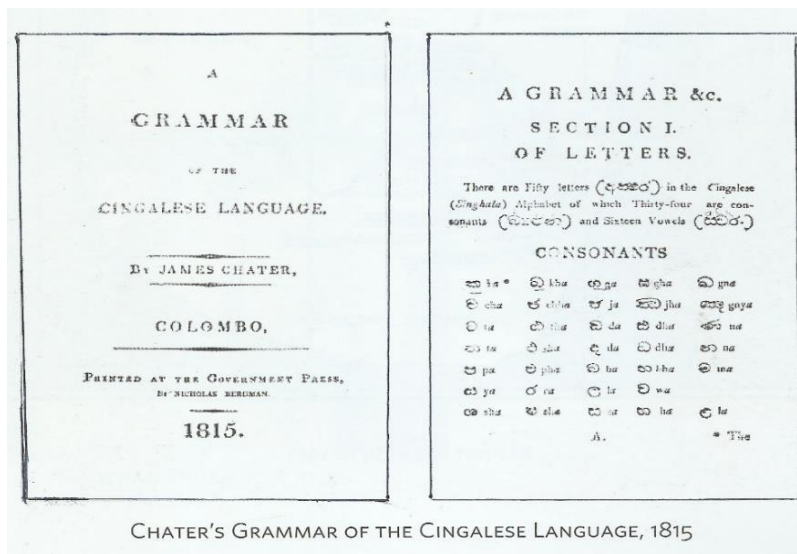 A
GRAMMAR
OF THE
CINGALESE LANGUAGE.
BY JAMES CHATER,
COLOMBO,
PRINTED AT THE GOVERNMENT PRESS,
BY NICHOLAS BERGMAN.
1815.
A GRAMMAR &c.
SECTION I.
OF LETTERS.
There are Fifty letters (අක්ෂර) in the Cingalese
(Singhala) Alphabet of which Thirty-four are con-
sonants and Sixteen Vowels
CONSONANTS
ක ka * ඛ kha ග ga ඝ gha ඞ gna
ච cha ඡ chha ජ ja ඣ jha ඤ gnya
ට ta ඨ tha ඩ da ඪ dha ණ na
ත ta ථ tha ද da ධ dha න na
ප pa ඵ pha බ ba භ bha ම ma
ය ya ර ra ල la ව wa
ශ sha ෂ sha ස sa හ ha ළ la
A. * The
CHATER'S GRAMMAR OF THE CINGALESE LANGUAGE, 1815